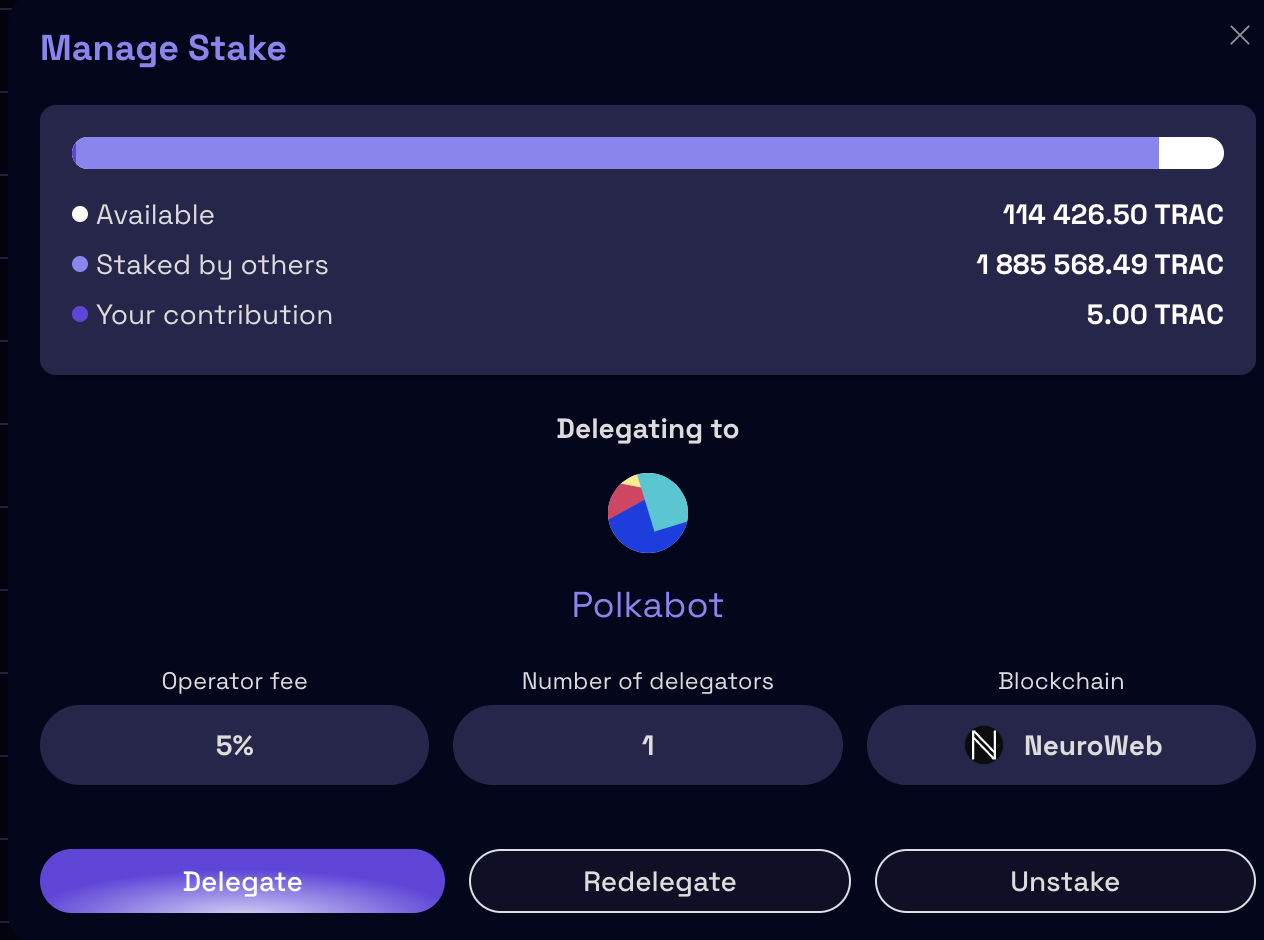 Manage Stake
Available 114 426.50 TRAC
Staked by others 1 885 568.49 TRAC
Your contribution 5.00 TRAC
Delegating to
Polkabot
Operator fee Number of delegators Blockchain
5% 1 NeuroWeb
Delegate Redelegate Unstake